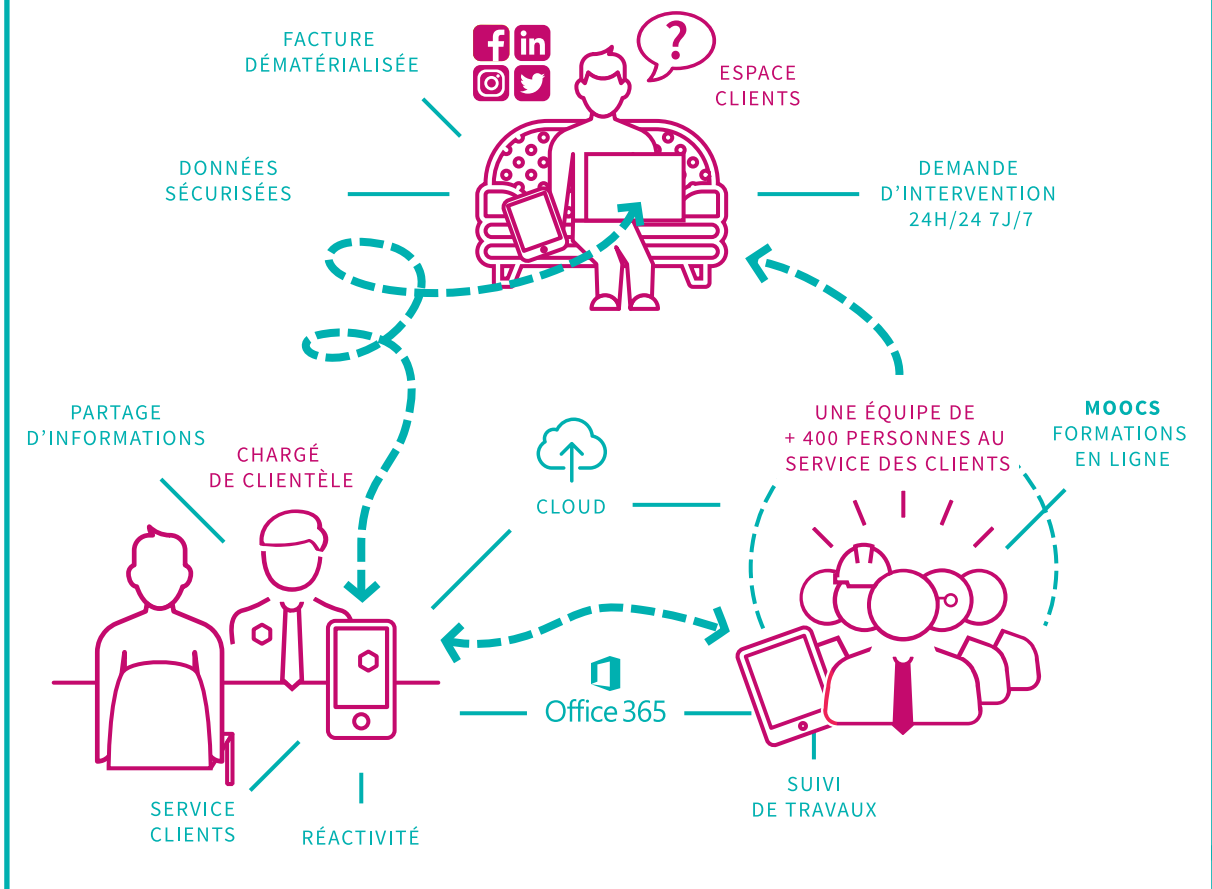 FACTURE
DÉMATÉRIALISÉE
?
ESPACE
CLIENTS
DONNÉES
SÉCURISÉES
DEMANDE
D'INTERVENTION
24H/24 7J/7
PARTAGE
D'INFORMATIONS
CHARGÉ
DE CLIENTÈLE
CLOUD
UNE ÉQUIPE DE
+ 400 PERSONNES AU
SERVICE DES CLIENTS
MOOCS
FORMATIONS
EN LIGNE
Office 365
SERVICE
CLIENTS
RÉACTIVITÉ
SUIVI
DE TRAVAUX